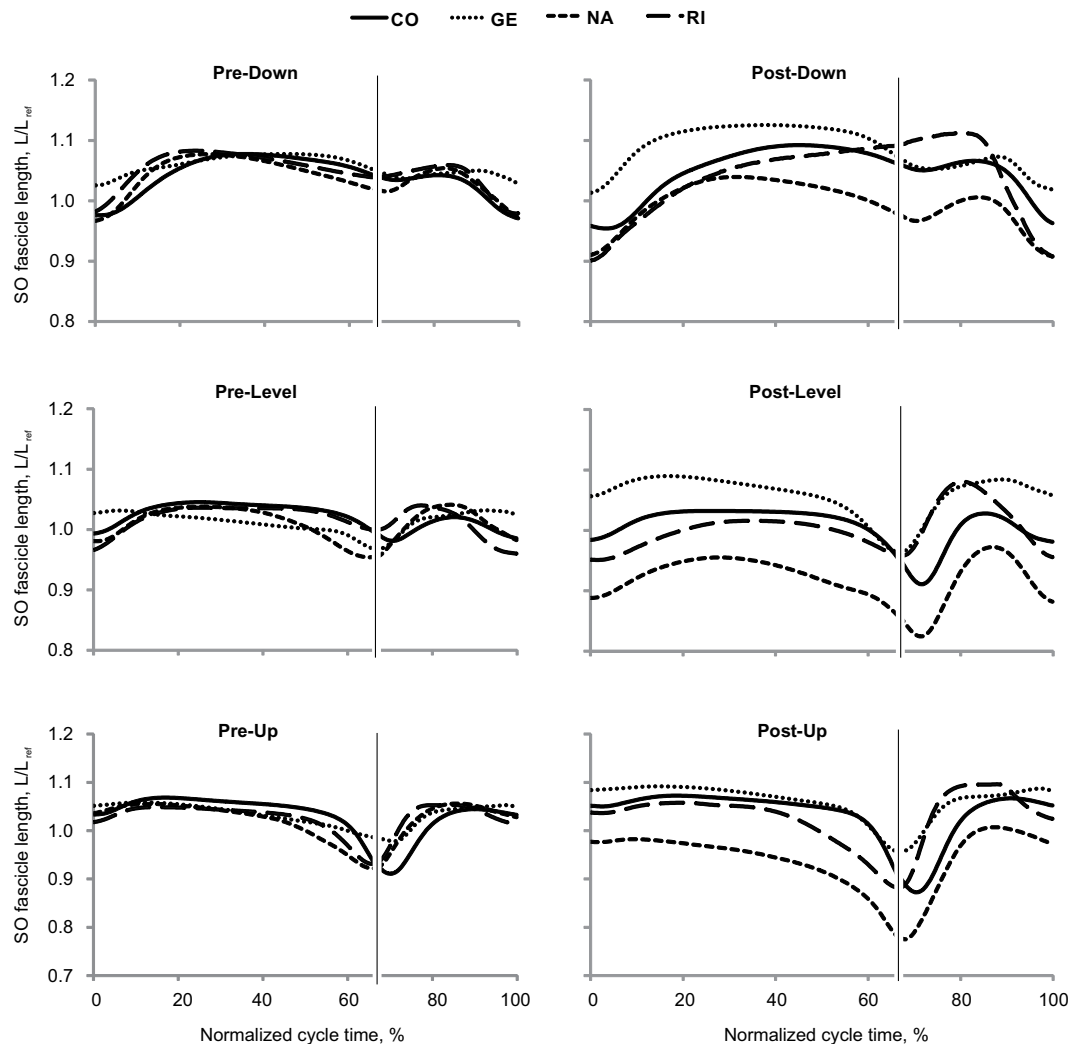 CO GE NA RI
Pre-Down
Post-Down
SO fascicle length, L/Lref
1.2
1.1
1.0
0.9
0.8
Pre-Level
Post-Level
SO fascicle length, L/Lref
1.2
1.1
1.0
0.9
0.8
Pre-Up
Post-Up
SO fascicle length, L/Lref
1.2
1.1
1.0
0.9
0.8
0.7
0 20 40 60 80 100
0 20 40 60 80 100
Normalized cycle time, %
Normalized cycle time, %